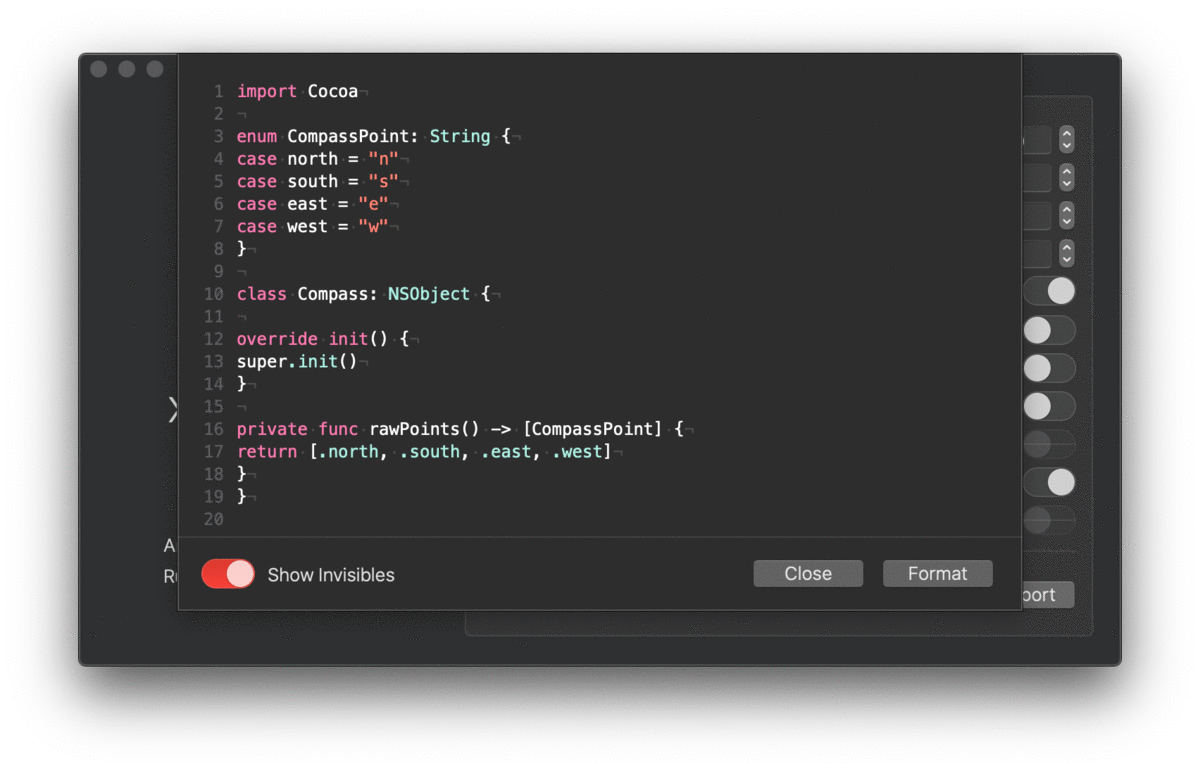 1 import Cocoa¬
2 ¬
3 enum CompassPoint: String {¬
4 case north = "n"¬
5 case south = "s"¬
6 case east = "e"¬
7 case west = "w"¬
8 }¬
9 ¬
10 class Compass: NSObject {¬
11 ¬
12 override init() {¬
13 super.init()¬
14 }¬
15 ¬
16 private func rawPoints() -> [CompassPoint] {¬
17 return [.north, .south, .east, .west]¬
18 }¬
19 }¬
20
Show Invisibles
Close
Format